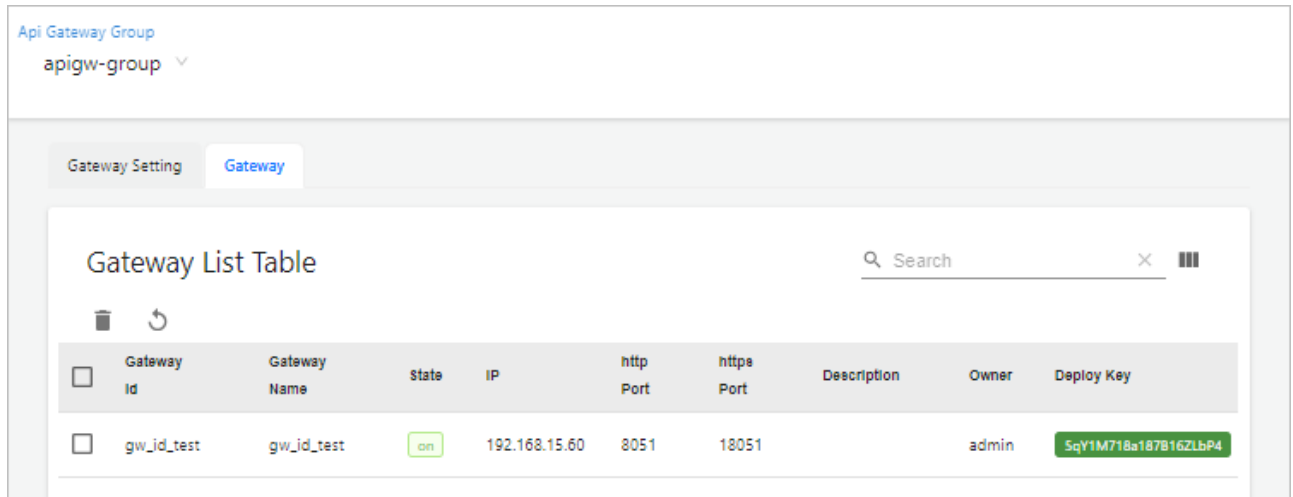 Api Gateway Group
apigw-group
Gateway Setting Gateway
Gateway List Table
Search
Gateway Id Gateway Name State IP http Port https Port Description Owner Deploy Key
gw_id_test gw_id_test on 192.168.15.60 8051 18051 admin SqY1M718a187B16ZLbP4